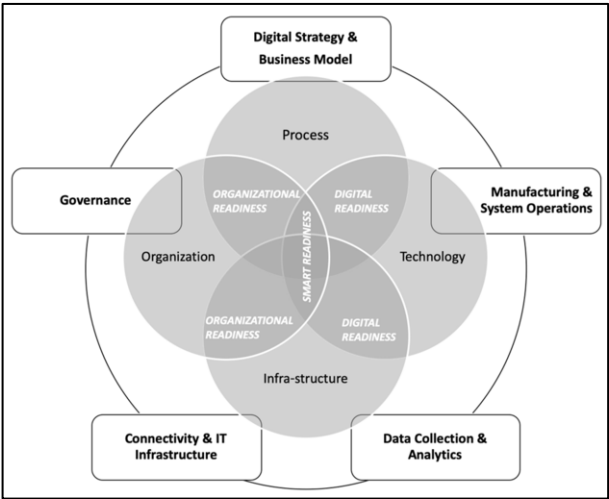 Digital Strategy &
Business Model
Process
Governance
ORGANIZATIONAL
READINESS
DIGITAL
READINESS
Manufacturing &
System Operations
Organization
SMART READINESS
Technology
ORGANIZATIONAL
READINESS
DIGITAL
READINESS
Infra-structure
Connectivity & IT
Infrastructure
Data Collection &
Analytics